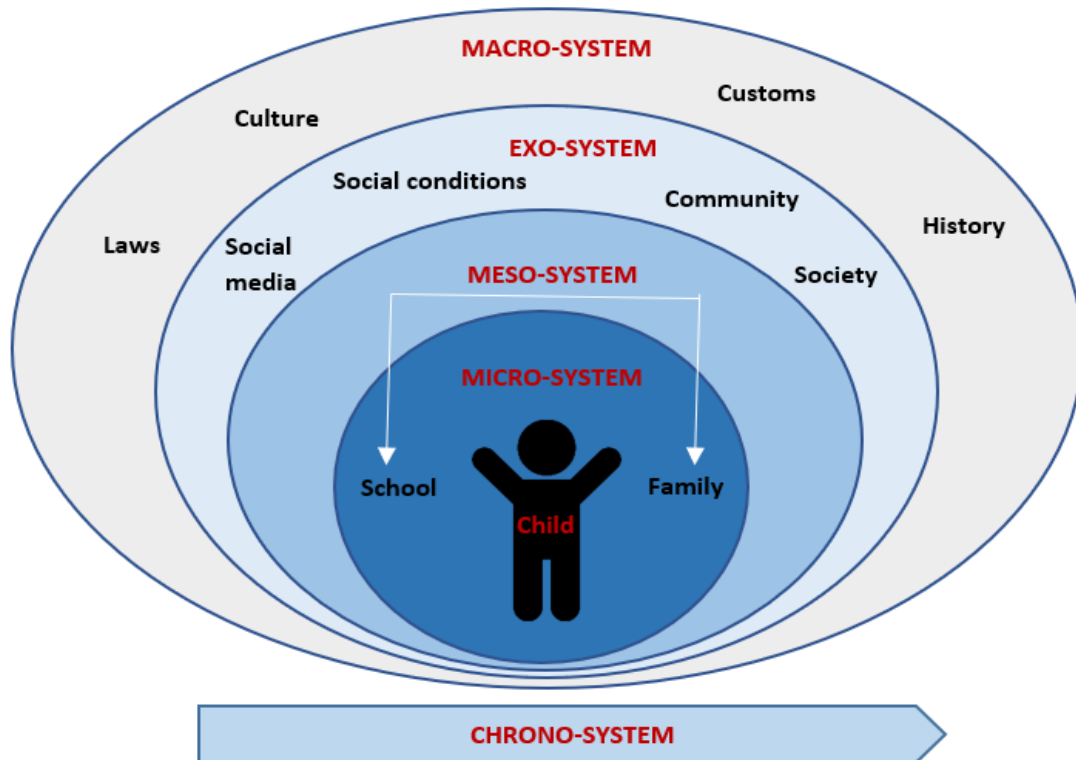 MACRO-SYSTEM
Customs
Culture
EXO-SYSTEM
Social conditions
Community
History
Laws
Social
media
MESO-SYSTEM
Society
MICRO-SYSTEM
School
Family
Child
CHRONO-SYSTEM